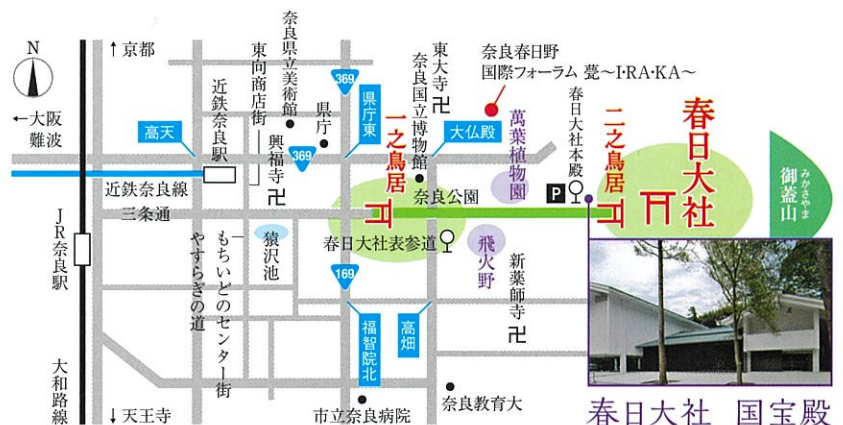 N
↑京都
←大阪
難波
高天
近鉄奈良駅
東向商店街
奈良県立美術館
県庁
興福寺
369
369
県庁東
一之鳥居
奈良国立博物館
東大寺
大仏殿
奈良春日野
国際フォーラム 甍～I・RA・KA～
萬葉植物園
春日大社本殿
二之鳥居
春日大社
御蓋山
みかさやま
近鉄奈良線
三条通
奈良公園
P
JR奈良駅
やすらぎの道
もちいどのセンター街
猿沢池
春日大社表参道
飛火野
新薬師寺
169
福智院北
高畑
大和路線
↓天王寺
市立奈良病院
奈良教育大
春日大社 国宝殿